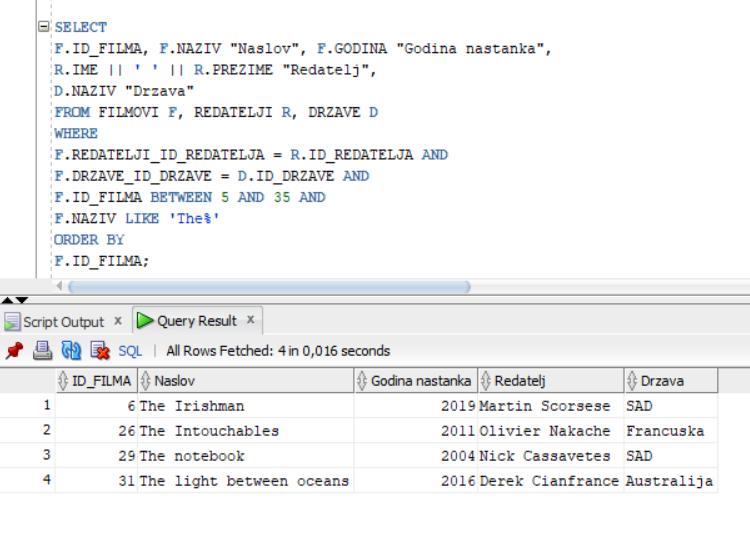 SELECT
F.ID_FILMA, F.NAZIV "Naslov", F.GODINA "Godina nastanka",
R.IME || ' ' || R.PREZIME "Redatelj",
D.NAZIV "Drzava"
FROM FILMOVI F, REDATELJI R, DRZAVE D
WHERE
F.REDATELJI_ID_REDATELJA = R.ID_REDATELJA AND
F.DRZAVE_ID_DRZAVE = D.ID_DRZAVE AND
F.ID_FILMA BETWEEN 5 AND 35 AND
F.NAZIV LIKE 'The%'
ORDER BY
F.ID_FILMA;
Script Output x Query Result x
SQL | All Rows Fetched: 4 in 0,016 seconds
ID_FILMA Naslov Godina nastanka Redatelj Drzava
1 6 The Irishman 2019 Martin Scorsese SAD
2 26 The Intouchables 2011 Olivier Nakache Francuska
3 29 The notebook 2004 Nick Cassavetes SAD
4 31 The light between oceans 2016 Derek Cianfrance Australija